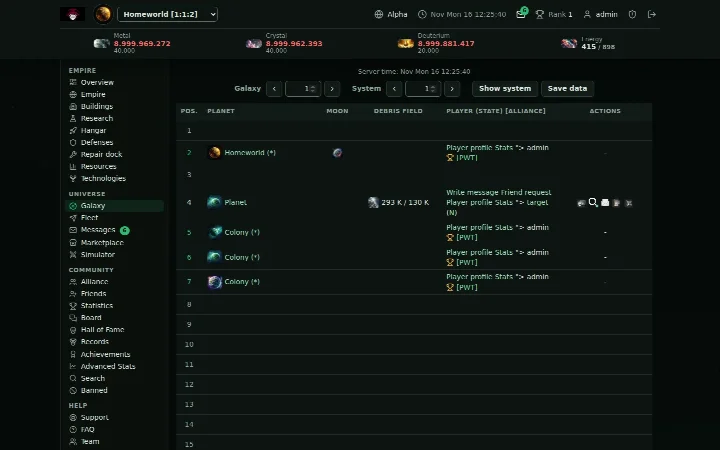 Homeworld [1:1:2]
Alpha
Nov Mon 16 12:25:40
6
Rank 1
admin
Metal
8.999.969.272
40.000
Crystal
8.999.962.393
40.000
Deuterium
8.999.881.417
20.000
Energy
415 / 898
EMPIRE
Overview
Empire
Buildings
Research
Hangar
Defenses
Repair dock
Resources
Technologies
UNIVERSE
Galaxy
Fleet
Messages 6
Marketplace
Simulator
COMMUNITY
Alliance
Friends
Statistics
Board
Hall of Fame
Records
Achievements
Advanced Stats
Search
Banned
HELP
Support
FAQ
Team
Server time: Nov Mon 16 12:25:40
Galaxy ‹ 1 › System ‹ 1 › Show system Save data
POS. PLANET MOON DEBRIS FIELD PLAYER (STATE) [ALLIANCE] ACTIONS
1
2 Homeworld (*) Player profile Stats "> admin -
[PWT]
3
4 Planet 293 K / 130 K Write message Friend request
Player profile Stats "> target
(N)
5 Colony (*) Player profile Stats "> admin -
[PWT]
6 Colony (*) Player profile Stats "> admin -
[PWT]
7 Colony (*) Player profile Stats "> admin -
[PWT]
8
9
10
11
12
13
14
15